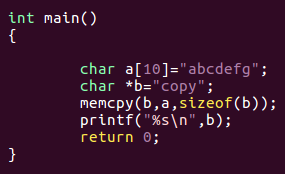 int main()
{
char a[10]="abcdefg";
char *b="copy";
memcpy(b,a,sizeof(b));
printf("%s\n",b);
return 0;
}